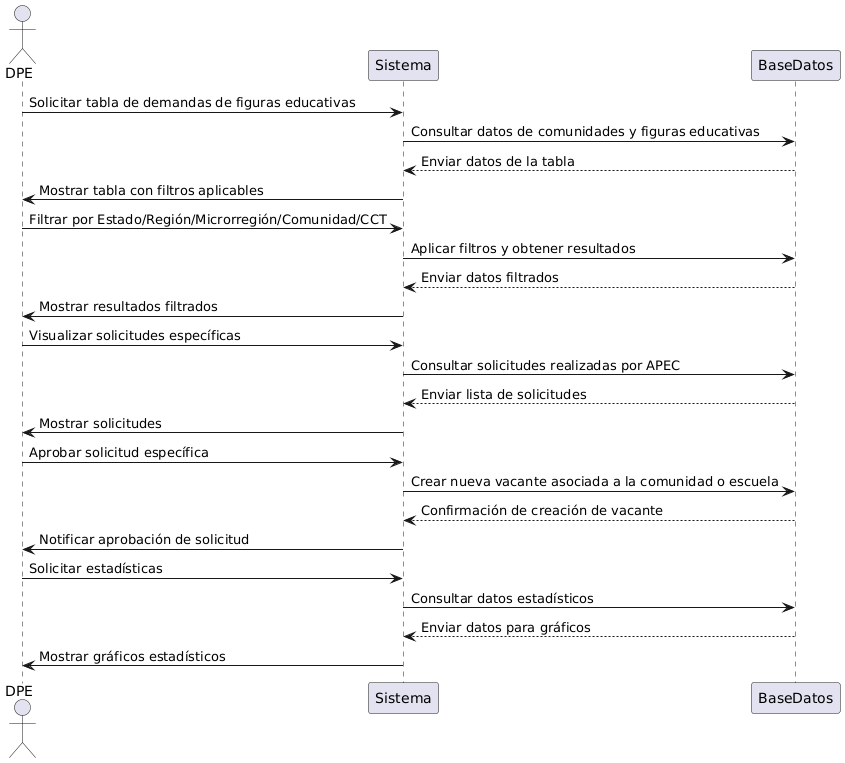 DPE
Sistema
BaseDatos
Solicitar tabla de demandas de figuras educativas
Consultar datos de comunidades y figuras educativas
Enviar datos de la tabla
Mostrar tabla con filtros aplicables
Filtrar por Estado/Región/Microrregión/Comunidad/CCT
Aplicar filtros y obtener resultados
Enviar datos filtrados
Mostrar resultados filtrados
Visualizar solicitudes específicas
Consultar solicitudes realizadas por APEC
Enviar lista de solicitudes
Mostrar solicitudes
Aprobar solicitud específica
Crear nueva vacante asociada a la comunidad o escuela
Confirmación de creación de vacante
Notificar aprobación de solicitud
Solicitar estadísticas
Consultar datos estadísticos
Enviar datos para gráficos
Mostrar gráficos estadísticos
DPE
Sistema
BaseDatos